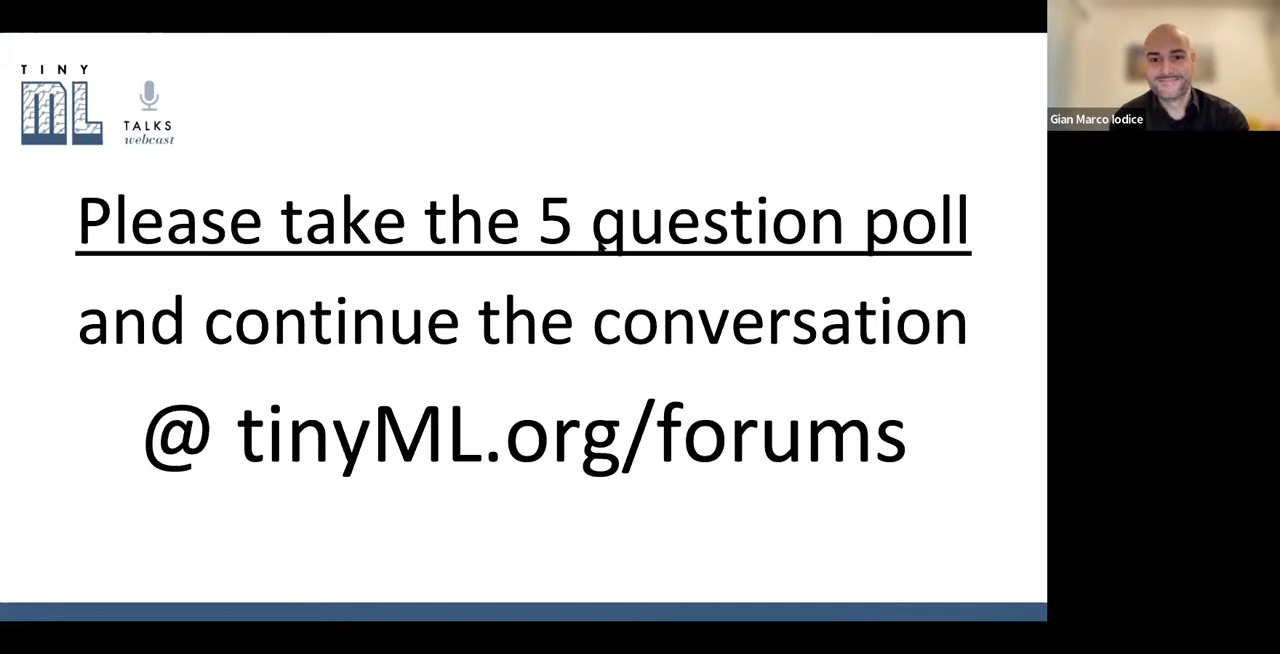 TINY
ML
TALKS
webcast
Please take the 5 question poll
and continue the conversation
@ tinyML.org/forums
Gian Marco Iodice